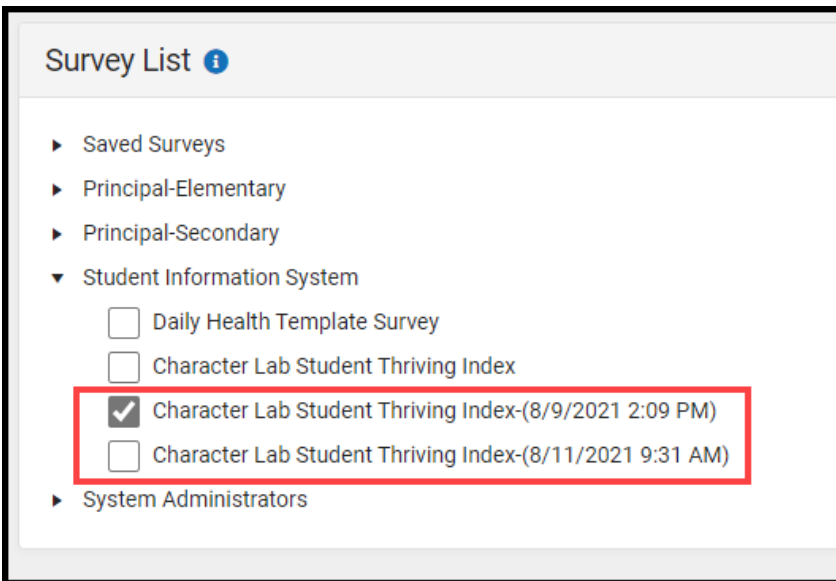 Survey List
Saved Surveys
Principal-Elementary
Principal-Secondary
Student Information System
Daily Health Template Survey
Character Lab Student Thriving Index
Character Lab Student Thriving Index-(8/9/2021 2:09 PM)
Character Lab Student Thriving Index-(8/11/2021 9:31 AM)
System Administrators